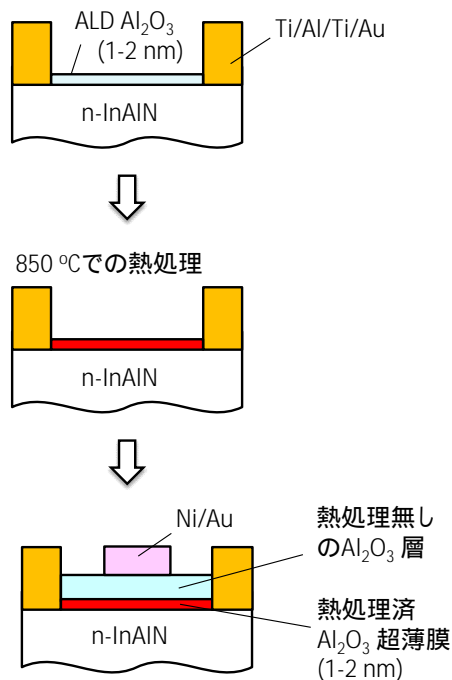 ALD Al₂O₃
(1-2 nm)
Ti/Al/Ti/Au
n-InAlN
850 ºCでの熱処理
n-InAlN
Ni/Au
熱処理無し
のAl₂O₃ 層
熱処理済
Al₂O₃ 超薄膜
(1-2 nm)
n-InAlN